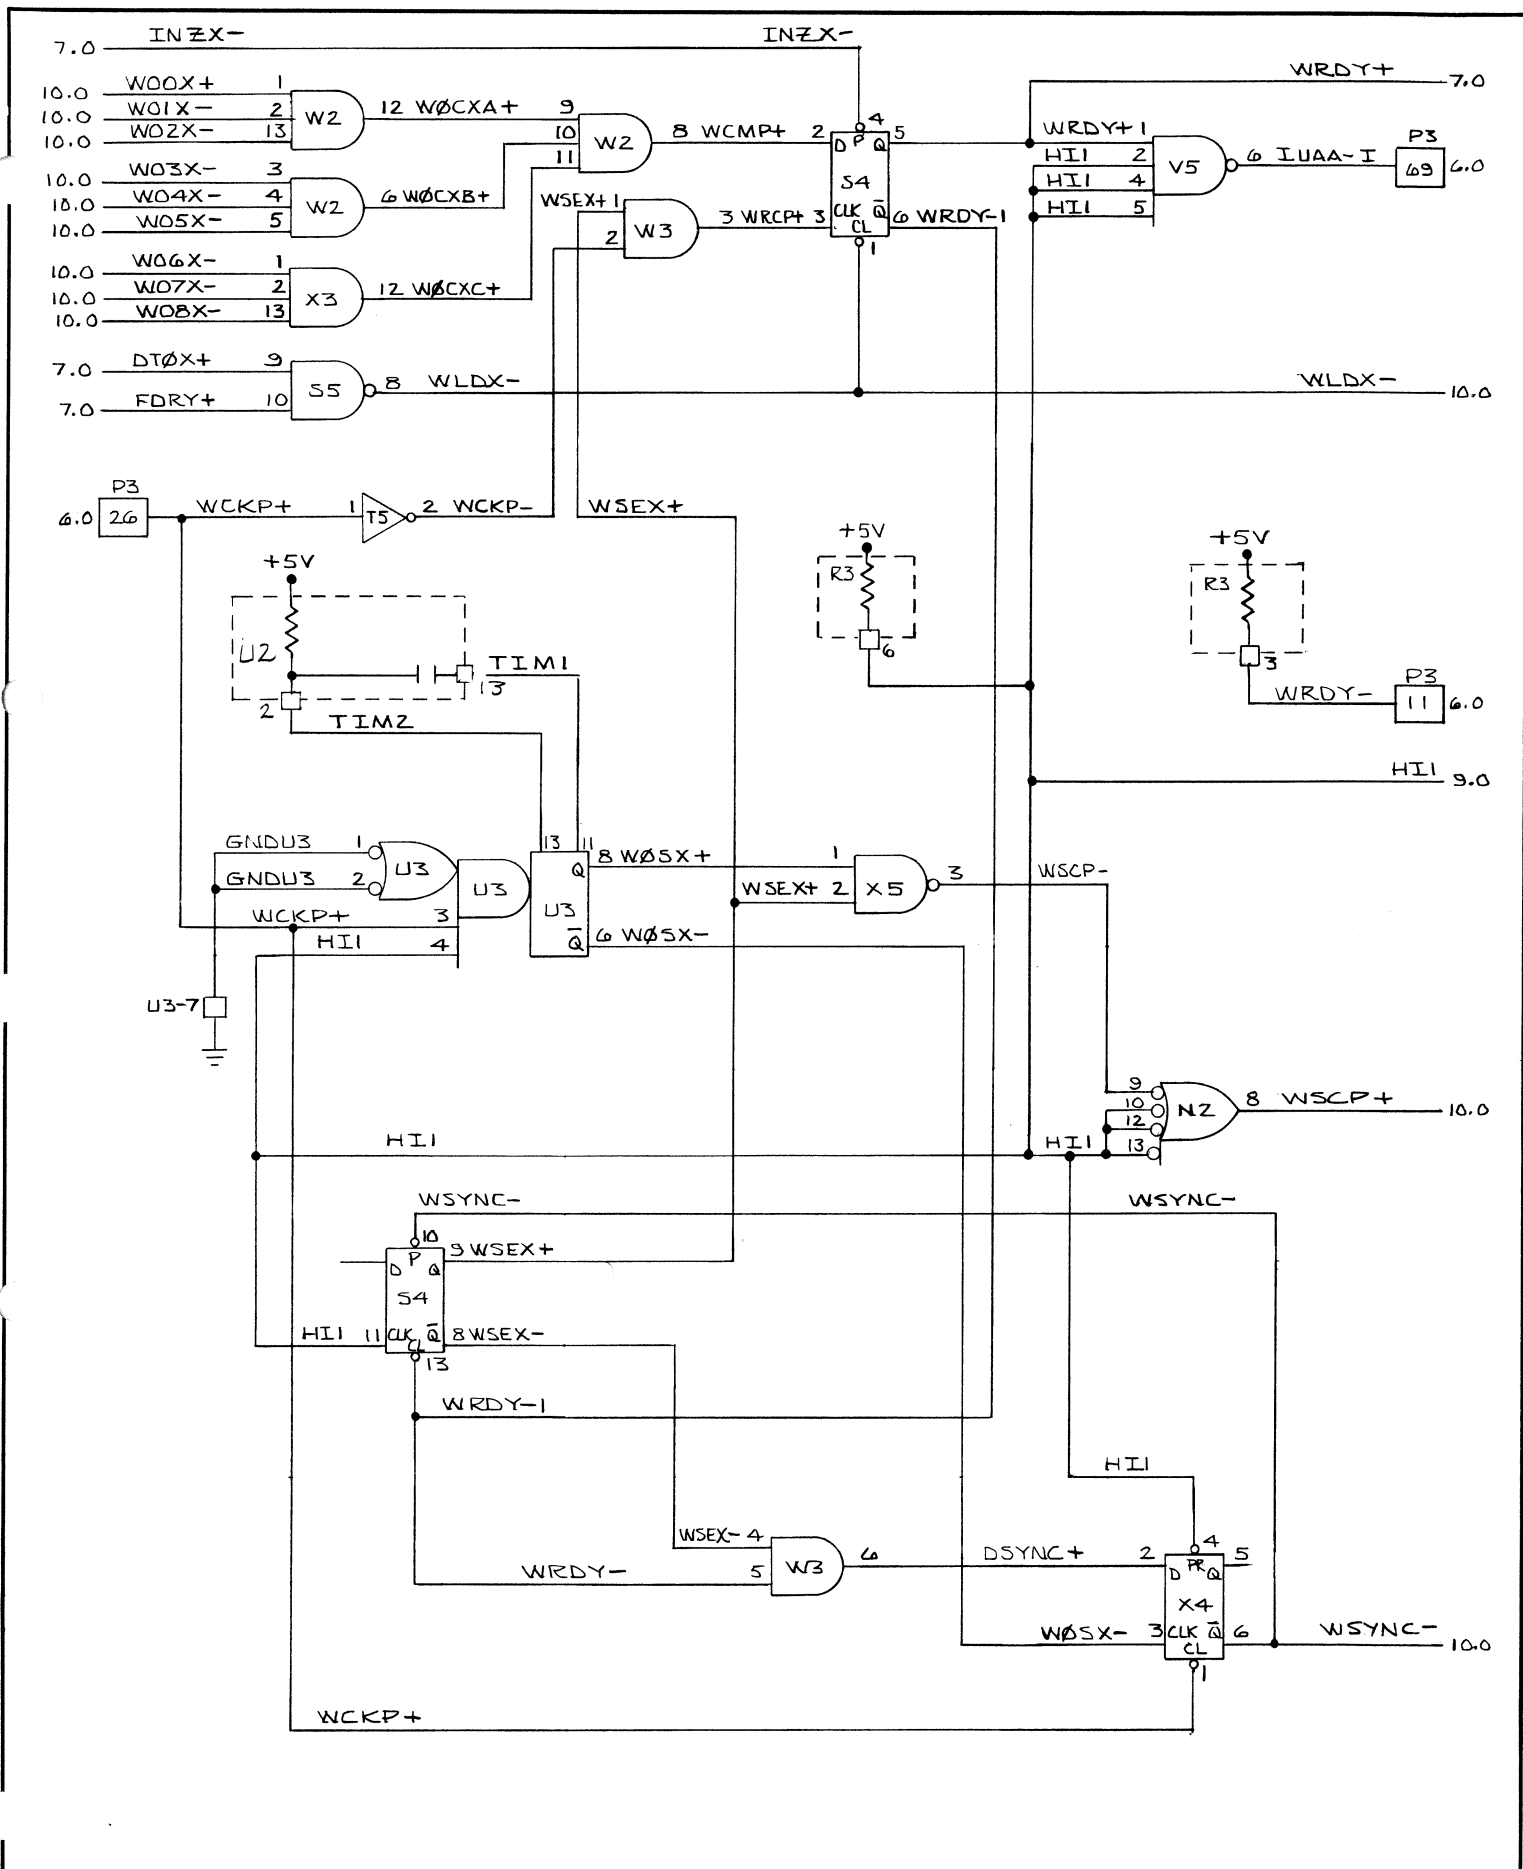 INZX- INZX-
7.0
WRDY+ 7.0
10.0 W00X+ 1
10.0 W01X- 2 W2 12 WØCXA+ 9
10.0 W02X- 13
10 W2 8 WCMP+ 2 D P Q 4 5
11
WRDY+1
HI1 2
HI1 4
HI1 5
V5 6 IUAA-I P3 69 6.0
10.0 W03X- 3
10.0 W04X- 4 W2 6 WØCXB+
10.0 W05X- 5
S4
WSEX+1
2 W3 3 WRCP+ 3 CLK Q 6 WRDY-1
CL
1
10.0 W06X- 1
10.0 W07X- 2 X3 12 WØCXC+
10.0 W08X- 13
7.0 DTØX+ 9
S5 8 WLDX- WLDX- 10.0
7.0 FDRY+ 10
P3
6.0 26 WCKP+ 1 T5 2 WCKP- WSEX+
+5V +5V +5V
R3 R3
U2
TIM1
13
6
3
2
TIM2
WRDY- P3 11 6.0
HI1 9.0
13 11
GNDU3 1 U3
Q 8 WØSX+ 1
GNDU3 2
U3 U3
WSEX+ 2 X5 3 WSCP-
WCKP+ 3
HI1 4
Q 6 WØSX-
U3-7
9
10
12
13
N2 8 WSCP+ 10.0
HI1 HI1
WSYNC- WSYNC-
10
D P Q 9 WSEX+
S4
HI1 11 CLK Q 8 WSEX-
CL
13
WRDY-1
HI1
WSEX- 4
WRDY- 5 W3 6 DSYNC+ 2 D PR Q 4 5
X4
WØSX- 3 CLK Q 6 WSYNC- 10.0
CL
1
WCKP+